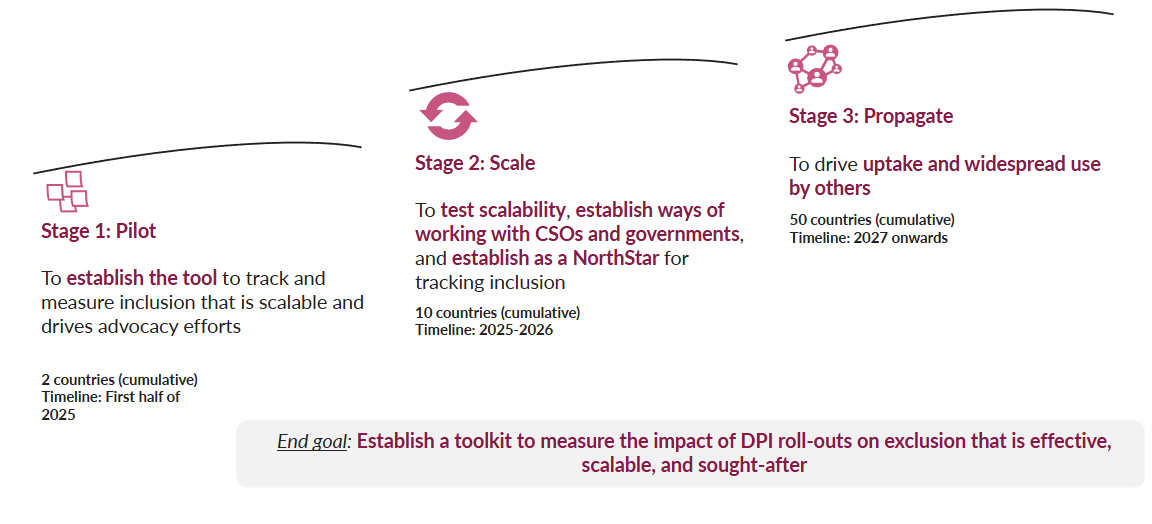 Stage 1: Pilot
To establish the tool to track and
measure inclusion that is scalable and
drives advocacy efforts
2 countries (cumulative)
Timeline: First half of
2025
Stage 2: Scale
To test scalability, establish ways of
working with CSOs and governments,
and establish as a NorthStar for
tracking inclusion
10 countries (cumulative)
Timeline: 2025-2026
Stage 3: Propagate
To drive uptake and widespread use
by others
50 countries (cumulative)
Timeline: 2027 onwards
End goal: Establish a toolkit to measure the impact of DPI roll-outs on exclusion that is effective,
scalable, and sought-after